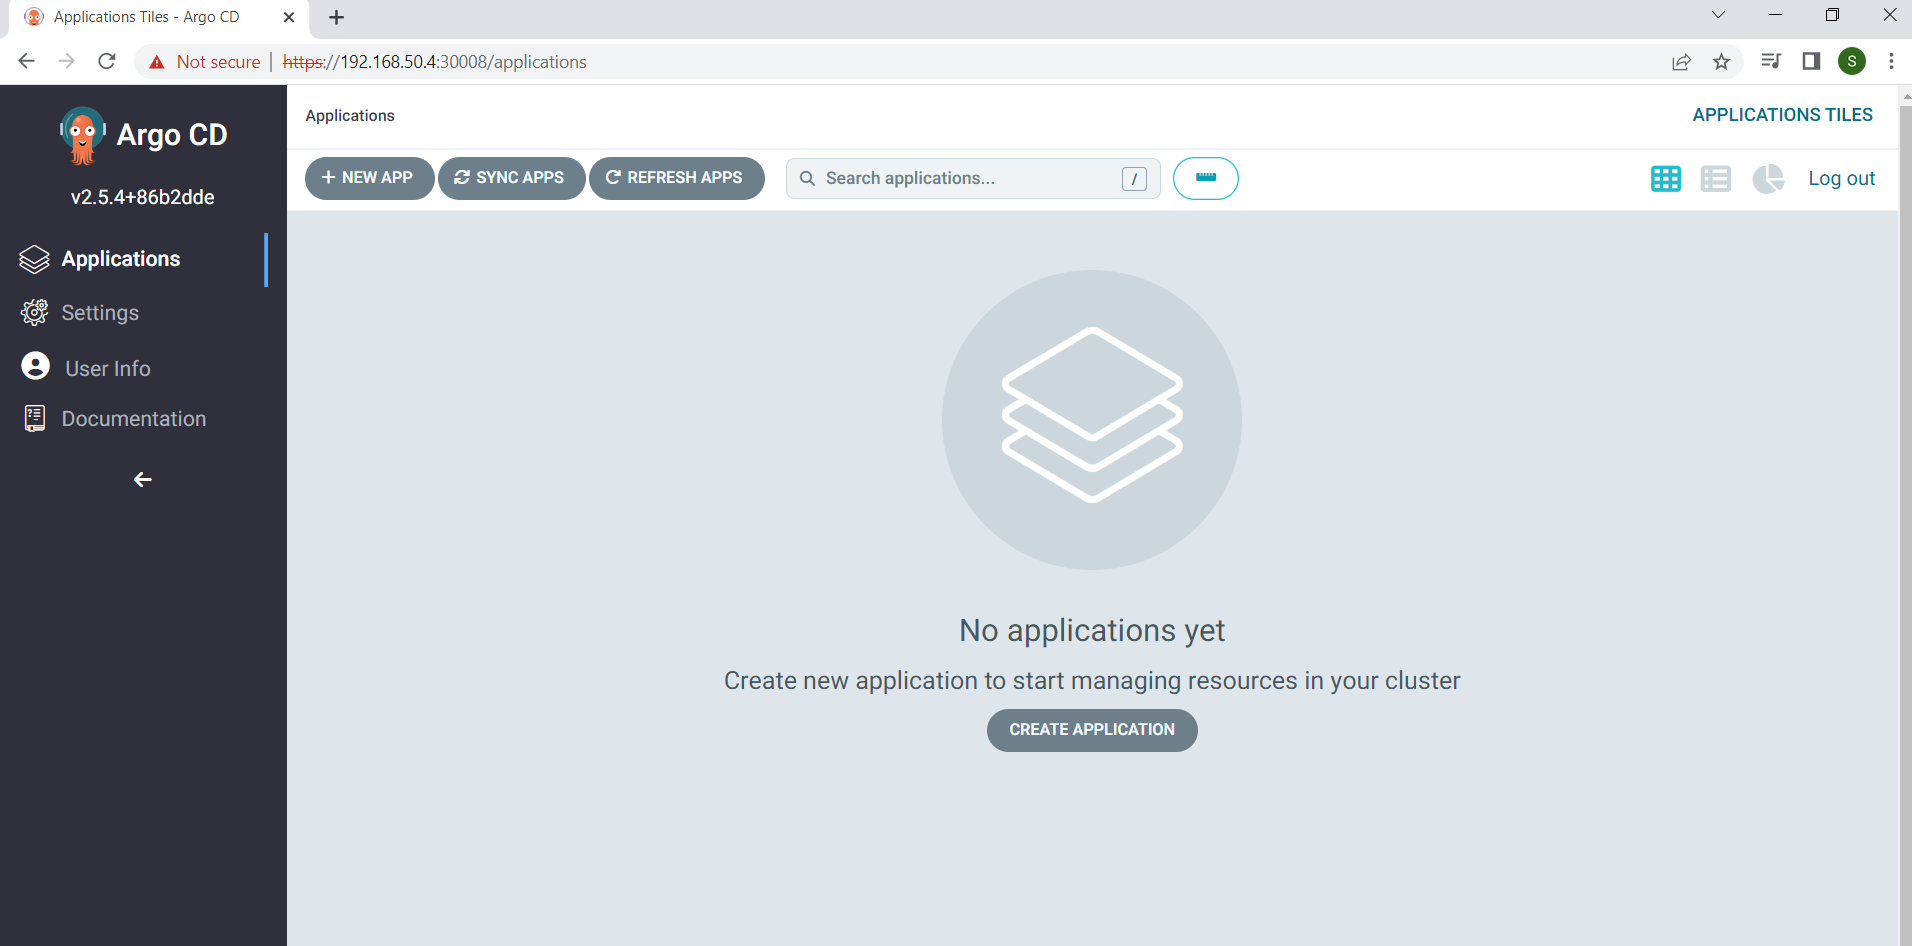 Applications Tiles - Argo CD
Not secure | https://192.168.50.4:30008/applications
S
Argo CD
v2.5.4+86b2dde
Applications
Settings
User Info
Documentation
Applications
APPLICATIONS TILES
NEW APP
SYNC APPS
REFRESH APPS
Search applications...
/
Log out
No applications yet
Create new application to start managing resources in your cluster
CREATE APPLICATION